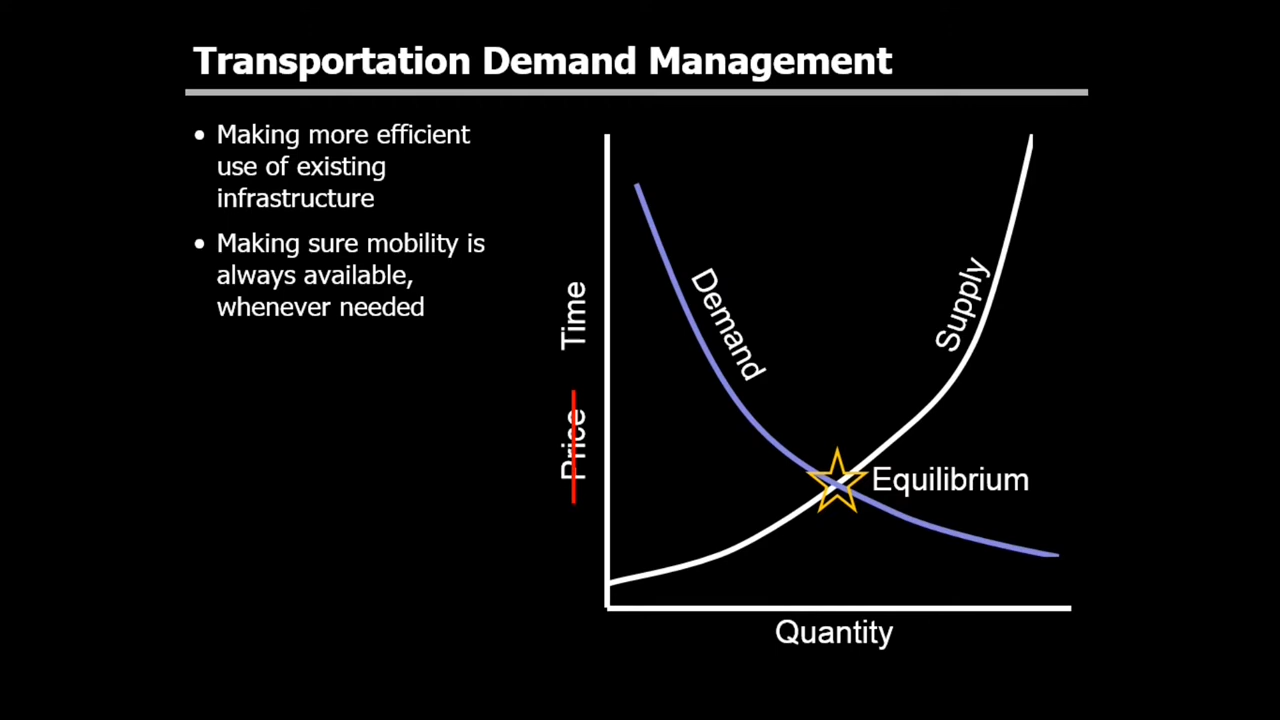 Transportation Demand Management
• Making more efficient
use of existing
infrastructure
• Making sure mobility is
always available,
whenever needed
Time
Price
Demand
Supply
Equilibrium
Quantity